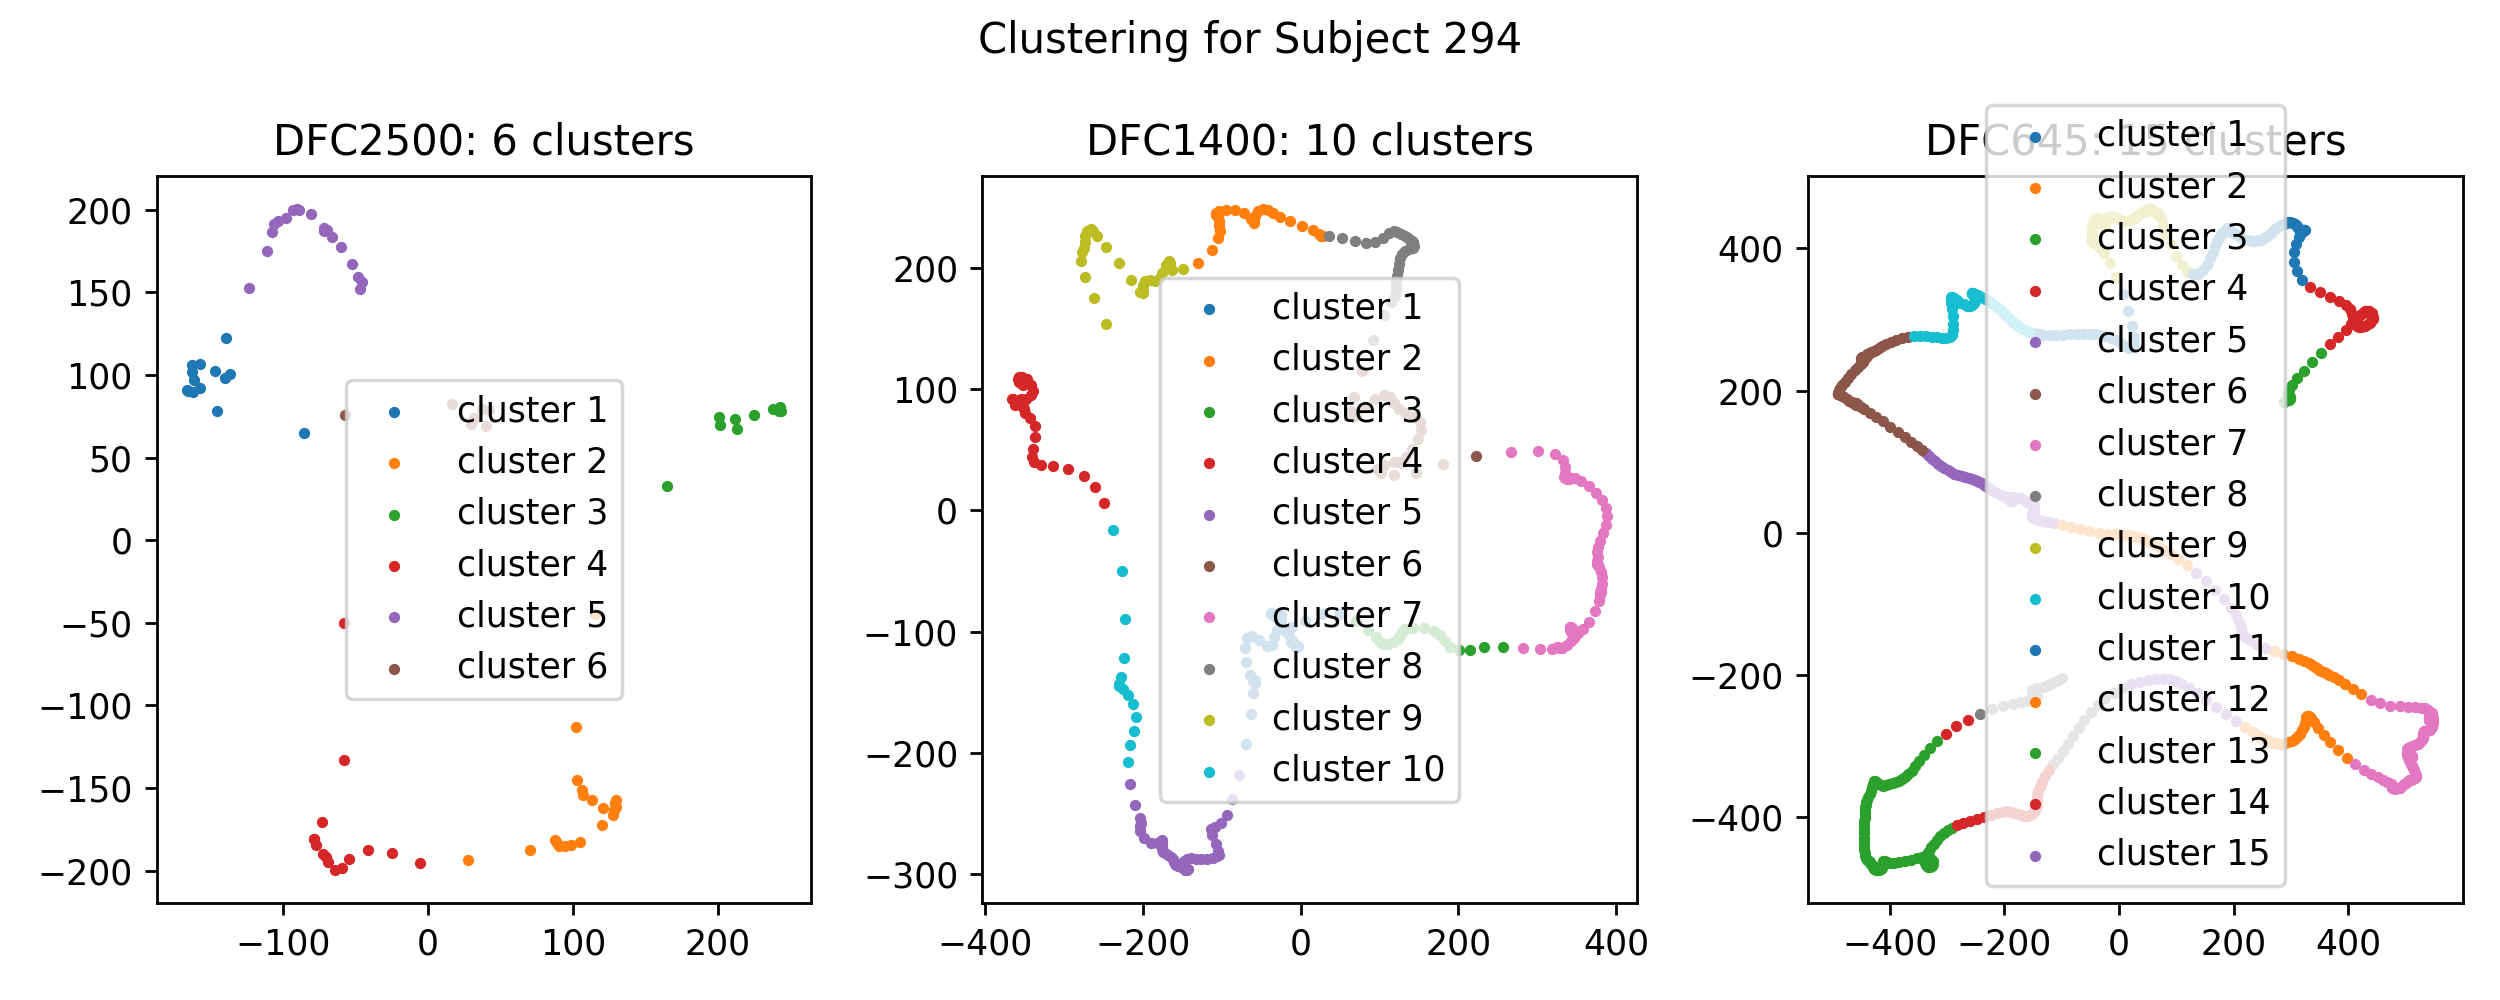 Clustering for Subject 294
DFC2500: 6 clusters
200
150
100
50
0
−50
−100
−150
−200
−100 0 100 200
cluster 1
cluster 2
cluster 3
cluster 4
cluster 5
cluster 6
DFC1400: 10 clusters
200
100
0
−100
−200
−300
−400 −200 0 200 400
cluster 1
cluster 2
cluster 3
cluster 4
cluster 5
cluster 6
cluster 7
cluster 8
cluster 9
cluster 10
DFC645: 15 clusters
400
200
0
−200
−400
−400 −200 0 200 400
cluster 1
cluster 2
cluster 3
cluster 4
cluster 5
cluster 6
cluster 7
cluster 8
cluster 9
cluster 10
cluster 11
cluster 12
cluster 13
cluster 14
cluster 15